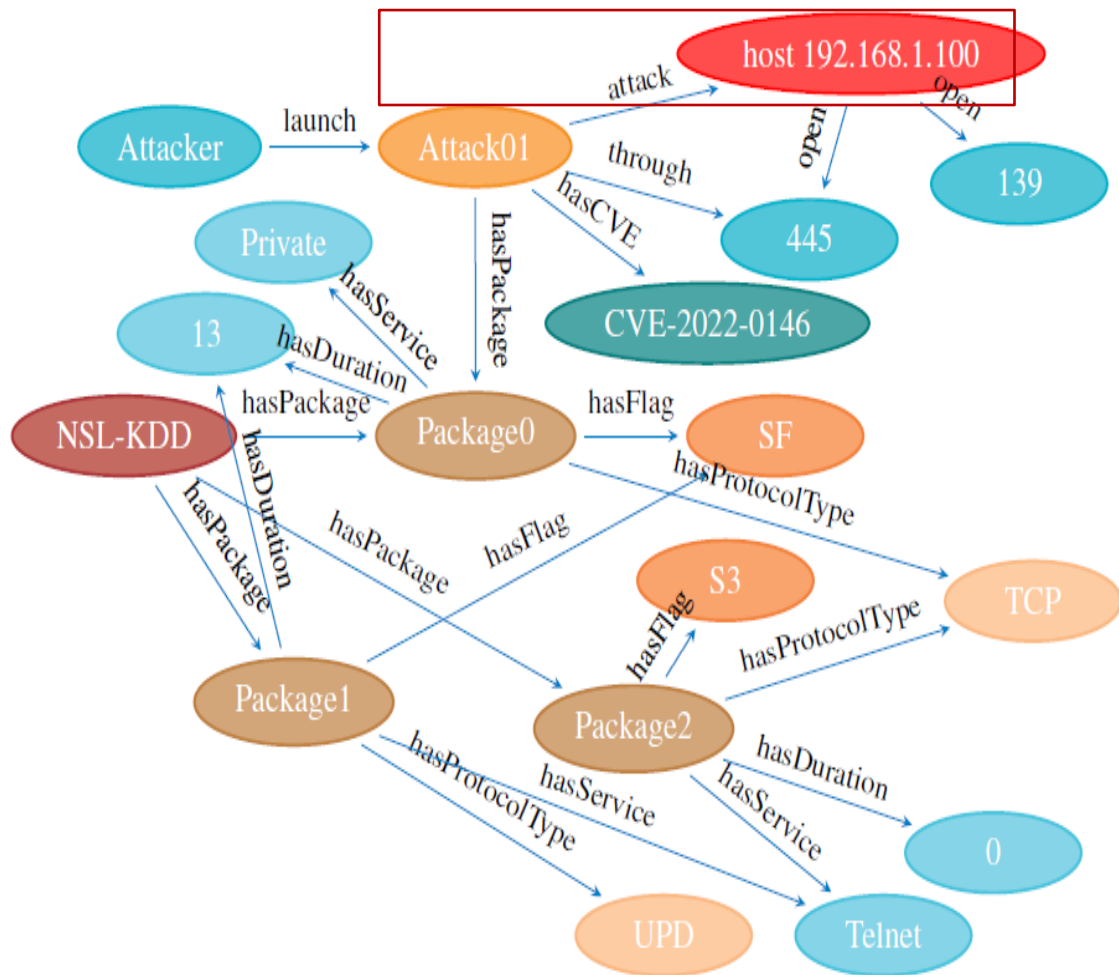 host 192.168.1.100
attack
open
launch
Attacker
Attack01
open
through
139
hasCVE
445
Private
hasPackage
hasService
CVE-2022-0146
13
hasDuration
hasPackage
hasFlag
NSL-KDD
Package0
SF
hasDuration
hasProtocolType
hasPackage
hasPackage
hasFlag
S3
TCP
hasFlag
hasProtocolType
Package1
Package2
hasDuration
hasProtocolType
hasService
hasService
0
UPD
Telnet